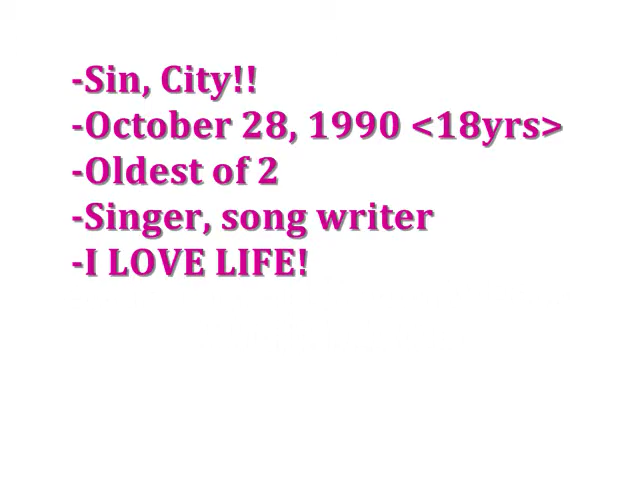 -Sin, City!!
-October 28, 1990 <18yrs>
-Oldest of 2
-Singer, song writer
-I LOVE LIFE!